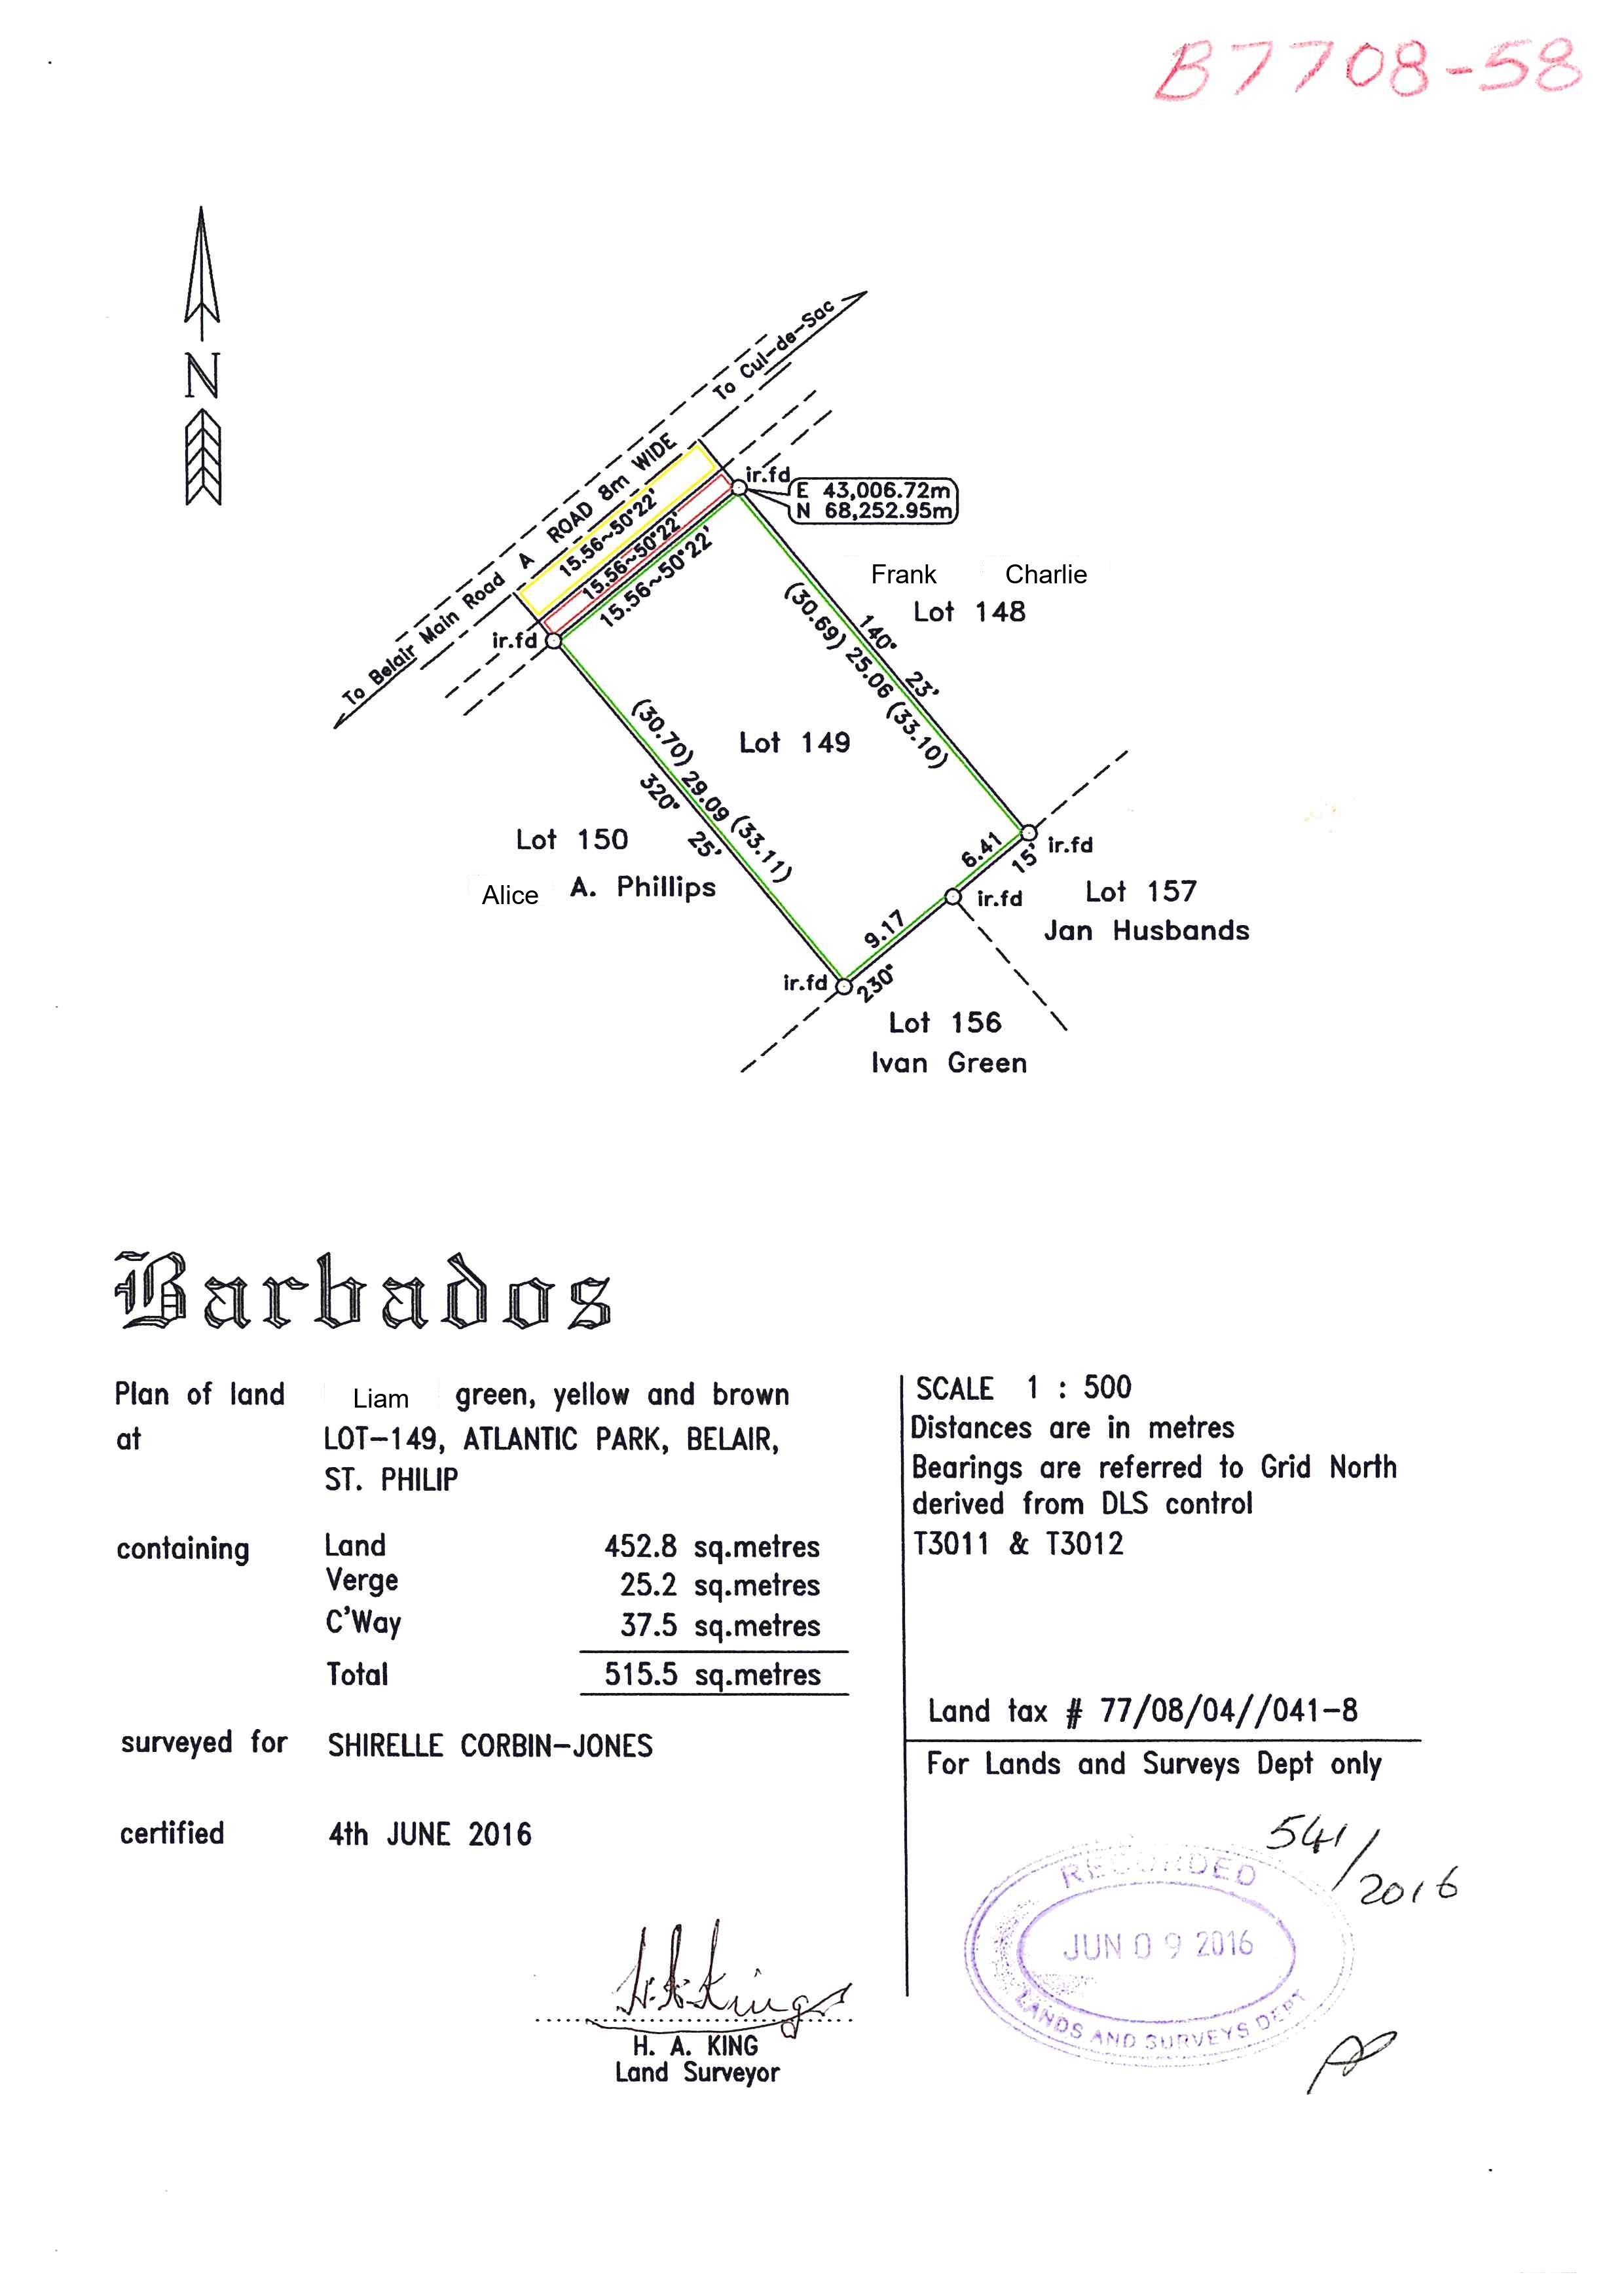 B7708-58
N
To Cul-de-Sac
To Belair Main Road A ROAD 8m WIDE
15.56~50°22'
15.56~50°22'
15.56~50°22'
ir.fd
E 43,006.72m
N 68,252.95m
ir.fd
Frank Charlie
Lot 148
140° 23'
(30.69) 25.06 (33.10)
Lot 149
(30.70) 29.09 (33.11)
320° 25'
Lot 150
Alice A. Phillips
6.41
15'
ir.fd
ir.fd
Lot 157
Jan Husbands
9.17
230°
ir.fd
Lot 156
Ivan Green
Barbados
Plan of land Liam green, yellow and brown
at LOT-149, ATLANTIC PARK, BELAIR,
ST. PHILIP
containing Land 452.8 sq.metres
Verge 25.2 sq.metres
C'Way 37.5 sq.metres
Total 515.5 sq.metres
surveyed for SHIRELLE CORBIN-JONES
certified 4th JUNE 2016
H.A.King
H. A. KING
Land Surveyor
SCALE 1 : 500
Distances are in metres
Bearings are referred to Grid North
derived from DLS control
T3011 & T3012
Land tax # 77/08/04//041-8
For Lands and Surveys Dept only
541/2016
RECORDED
JUN 09 2016
LANDS AND SURVEYS DEPT